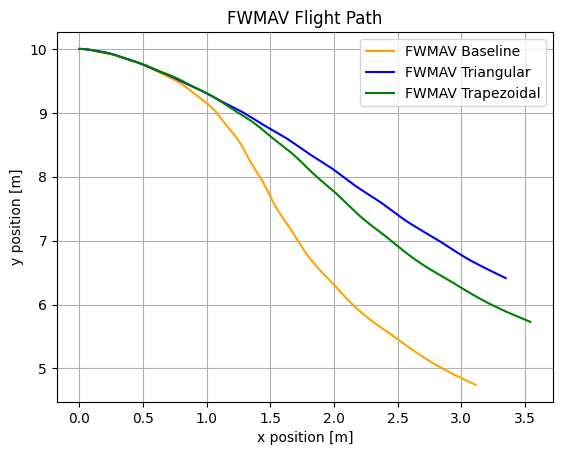 FWMAV Flight Path
FWMAV Baseline
FWMAV Triangular
FWMAV Trapezoidal
y position [m]
10
9
8
7
6
5
0.0 0.5 1.0 1.5 2.0 2.5 3.0 3.5
x position [m]